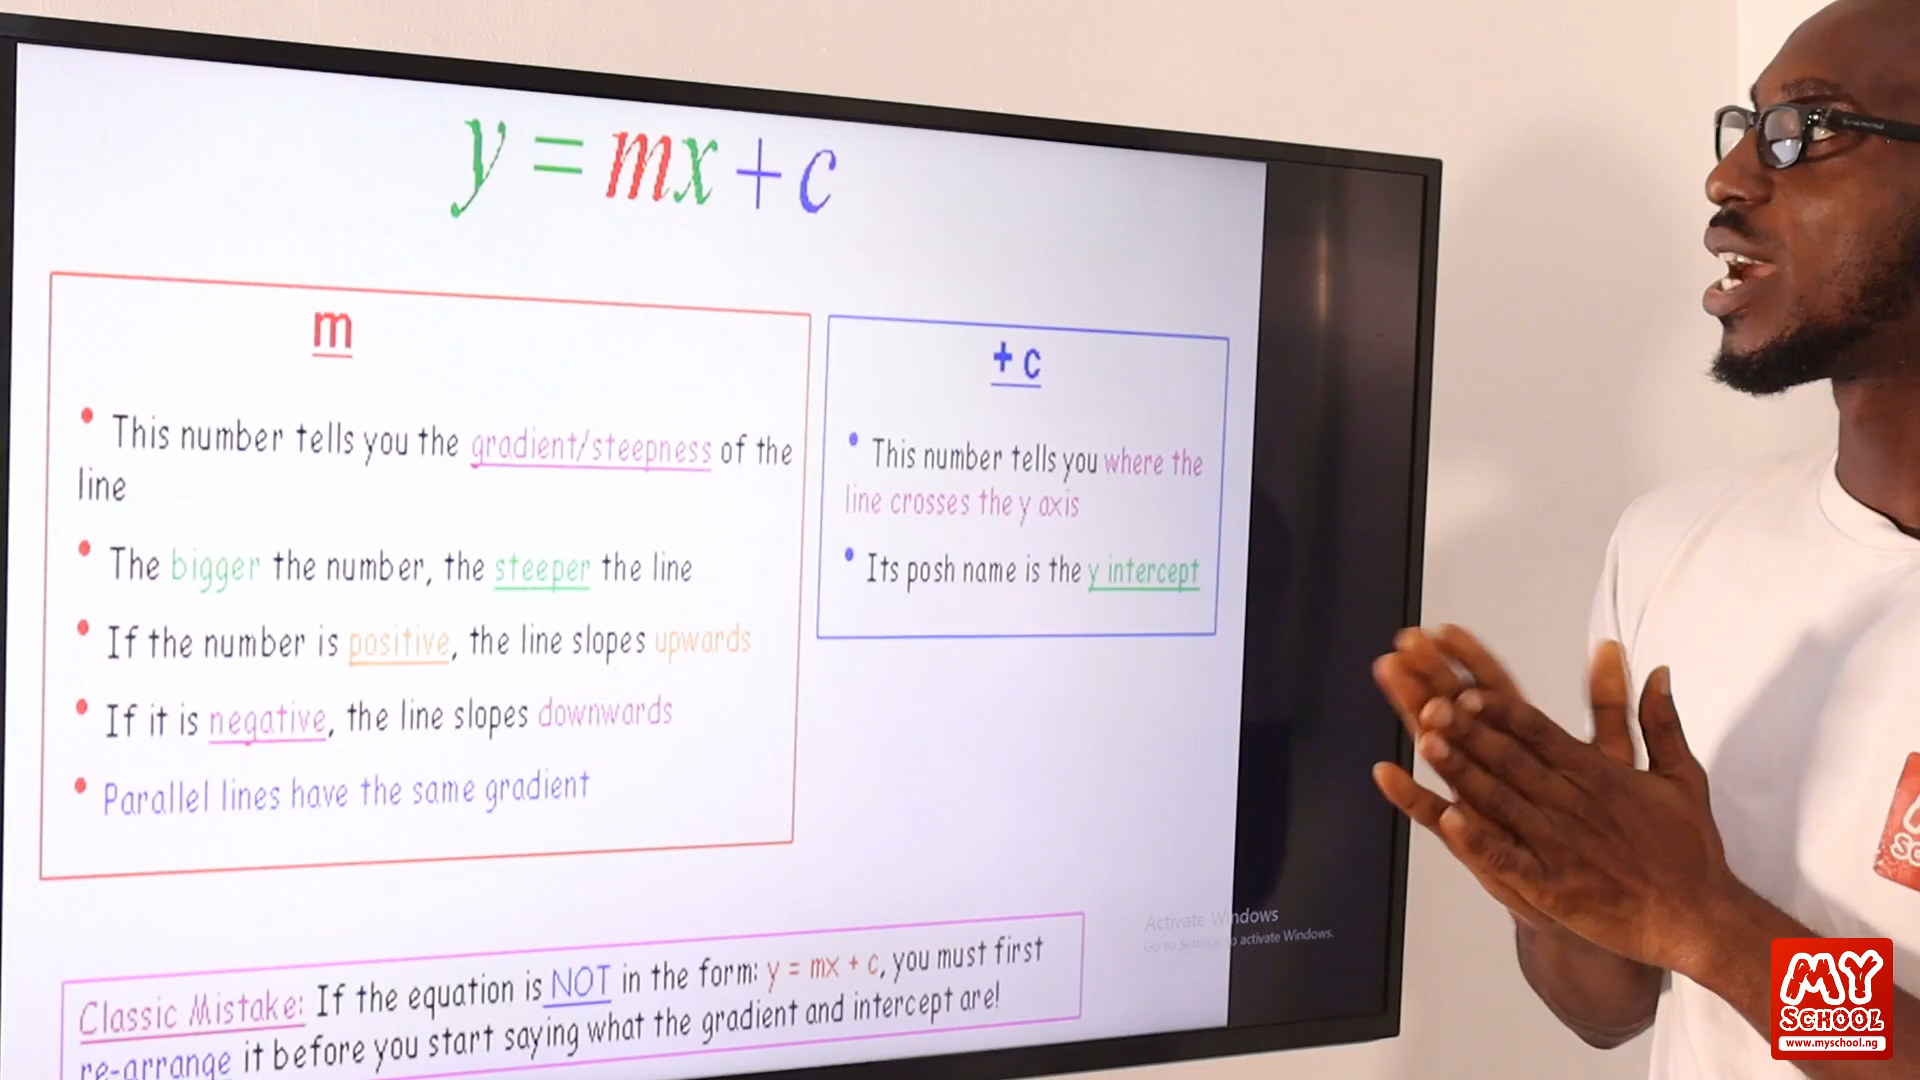 y = mx + c
m
• This number tells you the gradient/steepness of the
line
• The bigger the number, the steeper the line
• If the number is positive, the line slopes upwards
• If it is negative, the line slopes downwards
• Parallel lines have the same gradient
+ c
• This number tells you where the
line crosses the y axis
• Its posh name is the y intercept
Classic Mistake: If the equation is NOT in the form: y = mx + c, you must first
re-arrange it before you start saying what the gradient and intercept are!
Activate Windows
Go to Settings to activate Windows.
MY
SCHOOL
www.myschool.ng